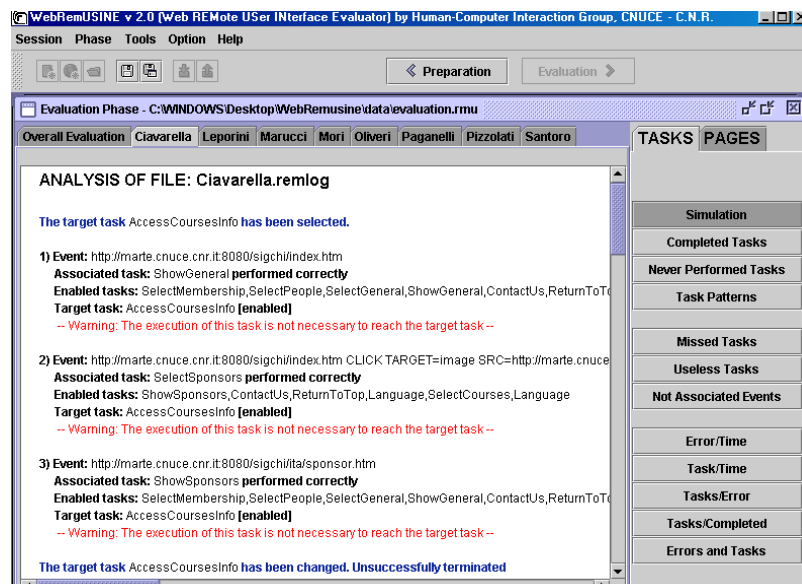 WebRemUSINE v 2.0 (Web REMote USer INterface Evaluator) by Human-Computer Interaction Group, CNUCE - C.N.R.
Session Phase Tools Option Help
Preparation
Evaluation
Evaluation Phase - C:\WINDOWS\Desktop\WebRemusine\data\evaluation.rmu
Overall Evaluation Ciavarella Leporini Marucci Mori Oliveri Paganelli Pizzolati Santoro
ANALYSIS OF FILE: Ciavarella.remlog
The target task AccessCoursesInfo has been selected.
1) Event: http://marte.cnuce.cnr.it:8080/sigchi/index.htm
Associated task: ShowGeneral performed correctly
Enabled tasks: SelectMembership,SelectPeople,SelectGeneral,ShowGeneral,ContactUs,ReturnToTo
Target task: AccessCoursesInfo [enabled]
-- Warning: The execution of this task is not necessary to reach the target task --
2) Event: http://marte.cnuce.cnr.it:8080/sigchi/index.htm CLICK TARGET=image SRC=http://marte.cnuce
Associated task: SelectSponsors performed correctly
Enabled tasks: ShowSponsors,ContactUs,ReturnToTop,Language,SelectCourses,Language
Target task: AccessCoursesInfo [enabled]
-- Warning: The execution of this task is not necessary to reach the target task --
3) Event: http://marte.cnuce.cnr.it:8080/sigchi/ita/sponsor.htm
Associated task: ShowSponsors performed correctly
Enabled tasks: SelectMembership,SelectPeople,SelectGeneral,ShowGeneral,ContactUs,ReturnToTo
Target task: AccessCoursesInfo [enabled]
-- Warning: The execution of this task is not necessary to reach the target task --
The target task AccessCoursesInfo has been changed. Unsuccessfully terminated
TASKS PAGES
Simulation
Completed Tasks
Never Performed Tasks
Task Patterns
Missed Tasks
Useless Tasks
Not Associated Events
Error/Time
Task/Time
Tasks/Error
Tasks/Completed
Errors and Tasks